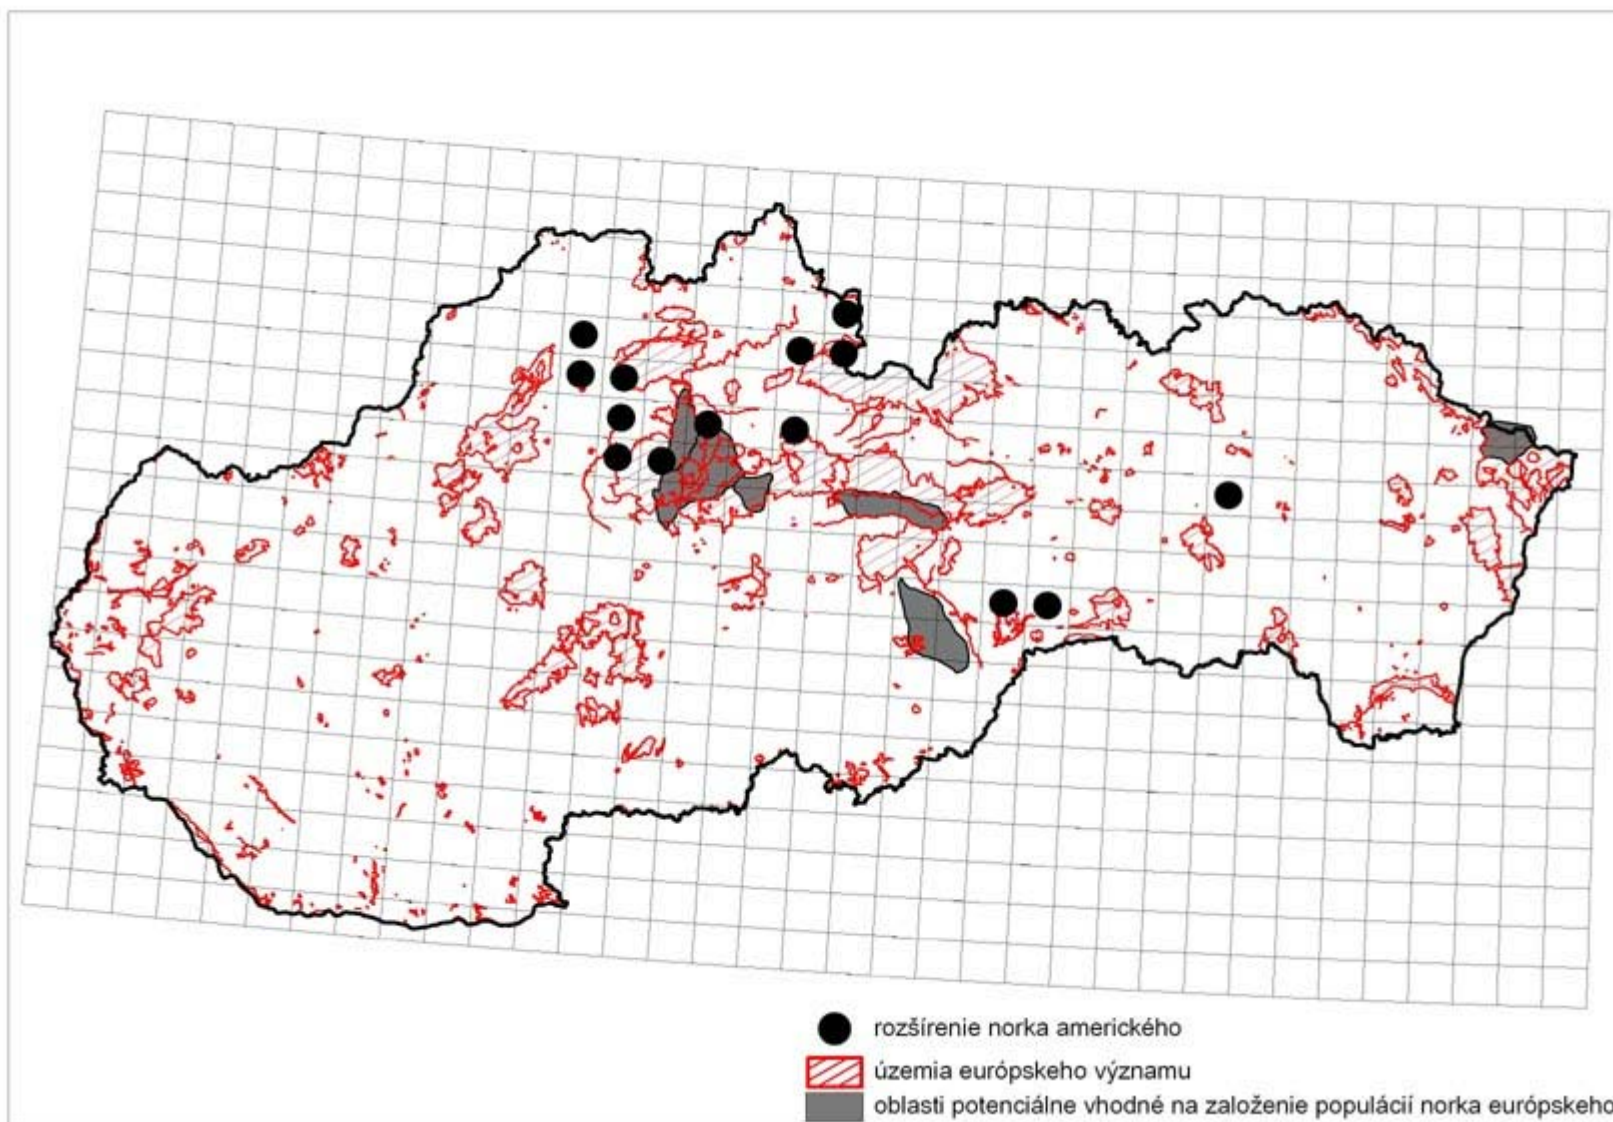 rozšírenie norka amerického
územia európskeho významu
oblasti potenciálne vhodné na založenie populácií norka európskeho